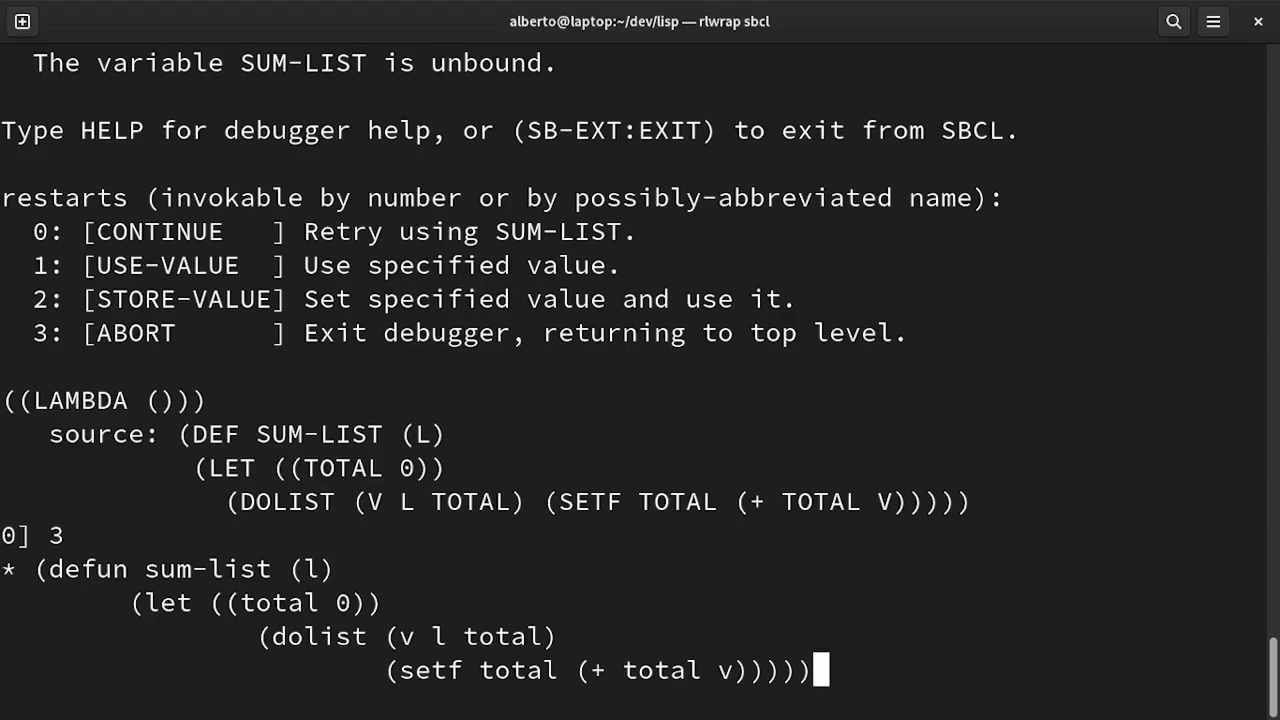 alberto@laptop:~/dev/lisp — rlwrap sbcl
The variable SUM-LIST is unbound.
Type HELP for debugger help, or (SB-EXT:EXIT) to exit from SBCL.
restarts (invokable by number or by possibly-abbreviated name):
0: [CONTINUE   ] Retry using SUM-LIST.
1: [USE-VALUE  ] Use specified value.
2: [STORE-VALUE] Set specified value and use it.
3: [ABORT      ] Exit debugger, returning to top level.
((LAMBDA ()))
source: (DEF SUM-LIST (L)
(LET ((TOTAL 0))
(DOLIST (V L TOTAL) (SETF TOTAL (+ TOTAL V)))))
0] 3
* (defun sum-list (l)
(let ((total 0))
(dolist (v l total)
(setf total (+ total v)))))